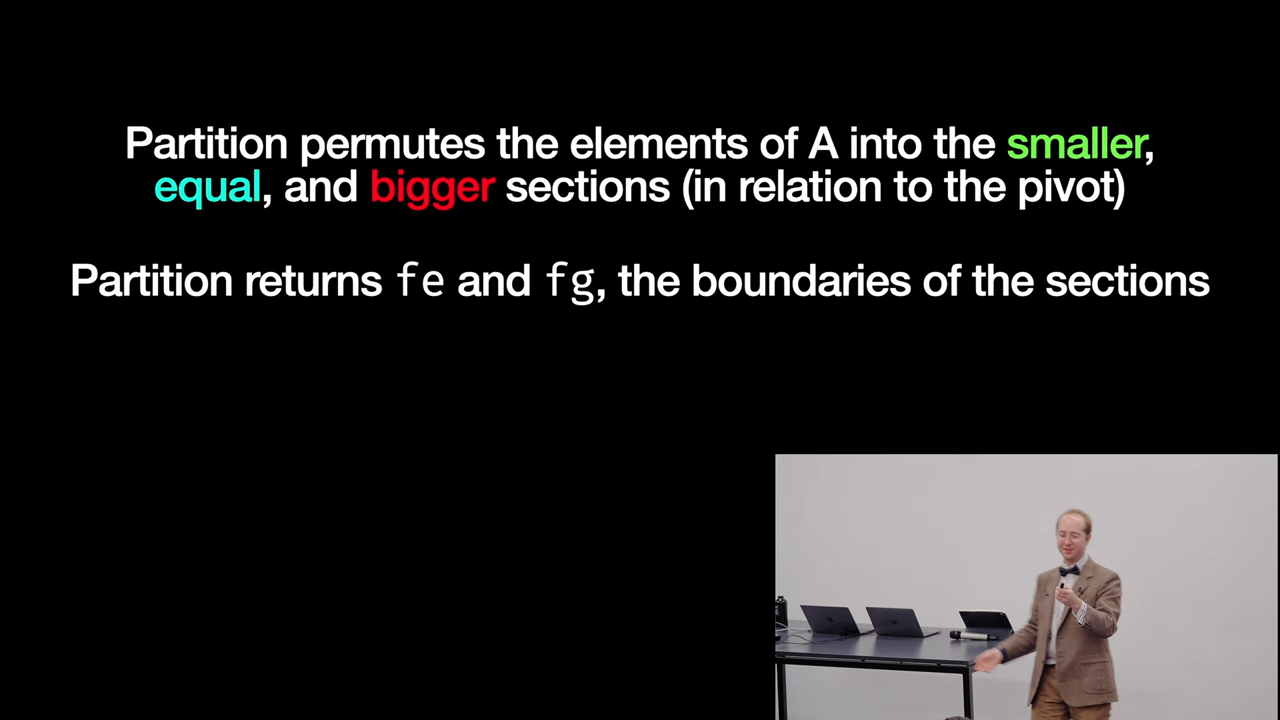 Partition permutes the elements of A into the smaller,
equal, and bigger sections (in relation to the pivot)
Partition returns fe and fg, the boundaries of the sections